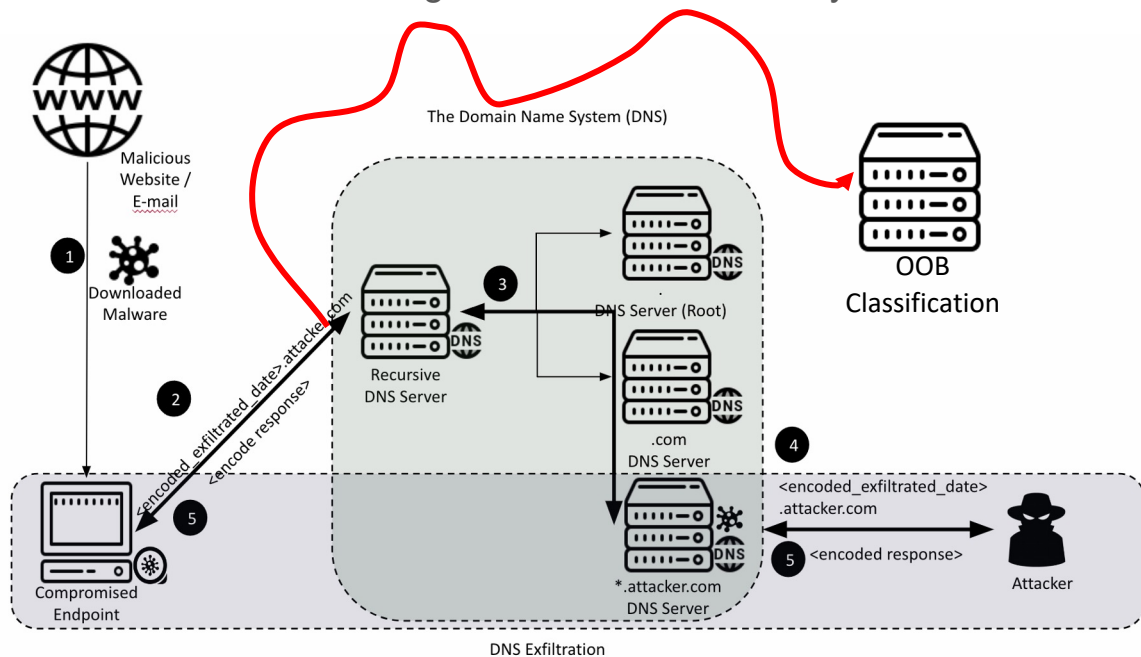 WWW
Malicious
Website /
E-mail
The Domain Name System (DNS)
1
Downloaded
Malware
OOB
Classification
DNS
.
DNS Server (Root)
3
DNS
Recursive
DNS Server
2
<encoded_exfiltrated_date>.attacker.com
<encode response>
5
DNS
.com
DNS Server
4
<encoded_exfiltrated_date>
.attacker.com
5
<encoded response>
DNS
*.attacker.com
DNS Server
Compromised
Endpoint
Attacker
DNS Exfiltration